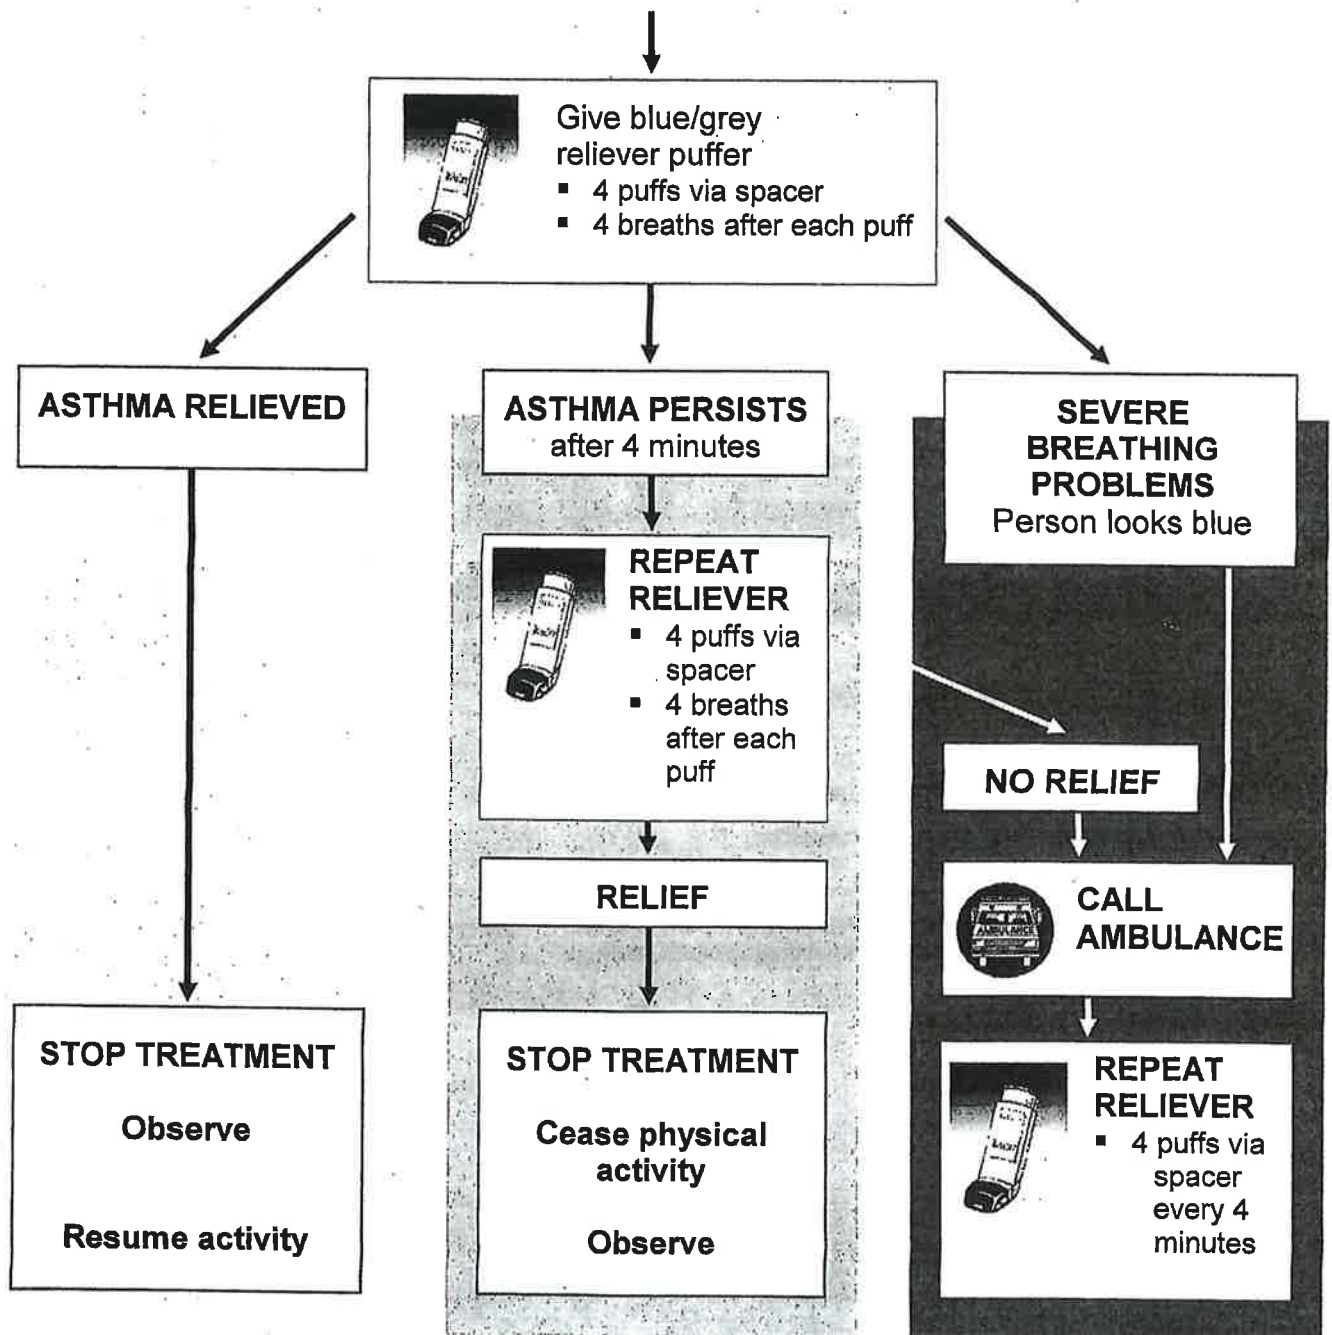 Give blue/grey
reliever puffer
▪ 4 puffs via spacer
▪ 4 breaths after each puff
ASTHMA RELIEVED
ASTHMA PERSISTS
after 4 minutes
SEVERE
BREATHING
PROBLEMS
Person looks blue
REPEAT
RELIEVER
▪ 4 puffs via
spacer
▪ 4 breaths
after each
puff
NO RELIEF
RELIEF
CALL
AMBULANCE
AMBULANCE
STOP TREATMENT
Observe
Resume activity
STOP TREATMENT
Cease physical
activity
Observe
REPEAT
RELIEVER
▪ 4 puffs via
spacer
every 4
minutes